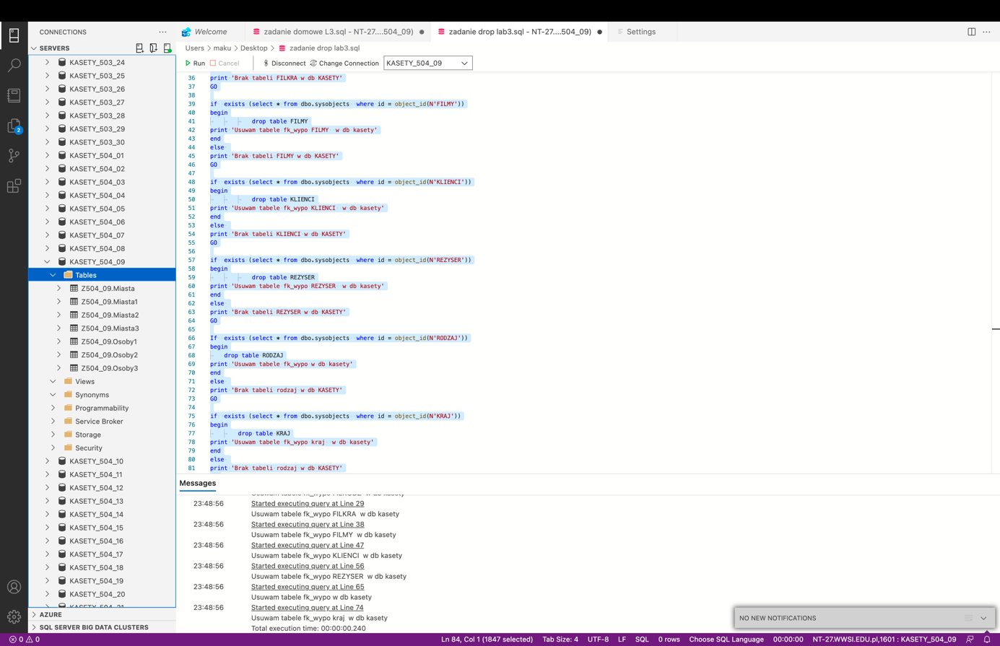 CONNECTIONS
Welcome
zadanie domowe L3.sql - NT-27....504_09)
zadanie drop lab3.sql - NT-27....504_09)
Settings
SERVERS
Users
maku
Desktop
zadanie drop lab3.sql
Run
Cancel
Disconnect
Change Connection
KASETY_504_09
KASETY_503_24
KASETY_503_25
KASETY_503_26
KASETY_503_27
KASETY_503_28
KASETY_503_29
KASETY_503_30
KASETY_504_01
KASETY_504_02
KASETY_504_03
KASETY_504_04
KASETY_504_05
KASETY_504_06
KASETY_504_07
KASETY_504_08
KASETY_504_09
Tables
Z504_09.Miasta
Z504_09.Miasta1
Z504_09.Miasta2
Z504_09.Miasta3
Z504_09.Osoby1
Z504_09.Osoby2
Z504_09.Osoby3
Views
Synonyms
Programmability
Service Broker
Storage
Security
KASETY_504_10
KASETY_504_11
KASETY_504_12
KASETY_504_13
KASETY_504_14
KASETY_504_15
KASETY_504_16
KASETY_504_17
KASETY_504_18
KASETY_504_19
KASETY_504_20
KASETY_504_21
AZURE
SQL SERVER BIG DATA CLUSTERS
2
36 print 'Brak tabeli FILKRA w db KASETY'
37 GO
38
39 if exists (select * from dbo.sysobjects where id = object_id(N'FILMY'))
40 begin
41 drop table FILMY
42 print 'Usuwam tabele fk_wypo FILMY w db kasety'
43 end
44 else
45 print 'Brak tabeli FILMY w db KASETY'
46 GO
47
48 if exists (select * from dbo.sysobjects where id = object_id(N'KLIENCI'))
49 begin
50 drop table KLIENCI
51 print 'Usuwam tabele fk_wypo KLIENCI w db kasety'
52 end
53 else
54 print 'Brak tabeli KLIENCI w db KASETY'
55 GO
56
57 if exists (select * from dbo.sysobjects where id = object_id(N'REZYSER'))
58 begin
59 drop table REZYSER
60 print 'Usuwam tabele fk_wypo REZYSER w db kasety'
61 end
62 else
63 print 'Brak tabeli REZYSER w db KASETY'
64 GO
65
66 If exists (select * from dbo.sysobjects where id = object_id(N'RODZAJ'))
67 begin
68 drop table RODZAJ
69 print 'Usuwam tabele fk_wypo w db kasety'
70 end
71 else
72 print 'Brak tabeli rodzaj w db KASETY'
73 GO
74
75 if exists (select * from dbo.sysobjects where id = object_id(N'KRAJ'))
76 begin
77 drop table KRAJ
78 print 'Usuwam tabele fk_wypo kraj w db kasety'
79 end
80 else
81 print 'Brak tabeli rodzaj w db KASETY'
Messages
23:48:56 Started executing query at Line 29
Usuwam tabele fk_wypo FILKRA w db kasety
23:48:56 Started executing query at Line 38
Usuwam tabele fk_wypo FILMY w db kasety
23:48:56 Started executing query at Line 47
Usuwam tabele fk_wypo KLIENCI w db kasety
23:48:56 Started executing query at Line 56
Usuwam tabele fk_wypo REZYSER w db kasety
23:48:56 Started executing query at Line 65
Usuwam tabele fk_wypo w db kasety
23:48:56 Started executing query at Line 74
Usuwam tabele fk_wypo kraj w db kasety
Total execution time: 00:00:00.240
NO NEW NOTIFICATIONS
0 0 Ln 84, Col 1 (1847 selected) Tab Size: 4 UTF-8 LF SQL 0 rows Choose SQL Language 00:00:00 NT-27.WWSI.EDU.pl,1601 : KASETY_504_09